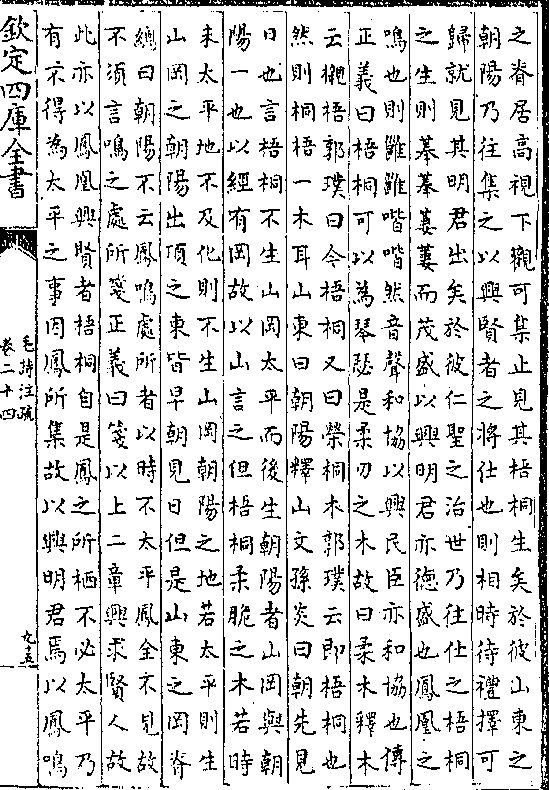 之脊居高視下觀可集止見其梧桐生矣於彼山東之
朝陽乃往集之以興賢者之將仕也則相時待禮擇可
歸就見其明君出矣於彼仁聖之治世乃往仕之梧桐
之生則菶菶萋萋而茂盛以興明君亦德盛也鳳凰之
鳴也則雝雝喈喈然音聲和協以興民臣亦和協也傳
正義曰梧桐可以為琴瑟是柔刃之木故曰柔木釋木
云櫬梧郭璞曰今梧桐又曰榮桐木郭璞云即梧桐也
然則梧桐一木耳山東曰朝陽釋山文孫炎曰朝先見
日也言梧桐不生山岡太平而後生朝陽者山岡與朝
陽一也以經有岡故以山言之但梧桐柔脆之木若時
未太平地不及化則不生山岡朝陽之地若太平則生
山岡之朝陽出頂之東皆早朝見日但是山東之岡脊
總曰朝陽不云鳳鳴處所者以時不太平鳳全不見故
不須言鳴之處所箋正義曰箋以上二章興求賢人故
此亦以鳳凰興賢者梧桐自是鳳之所栖不必太平乃
有不得為太平之事因鳳所集故以興明君焉以鳳鳴
欽定四庫全書
毛詩注疏
卷二十四
九五